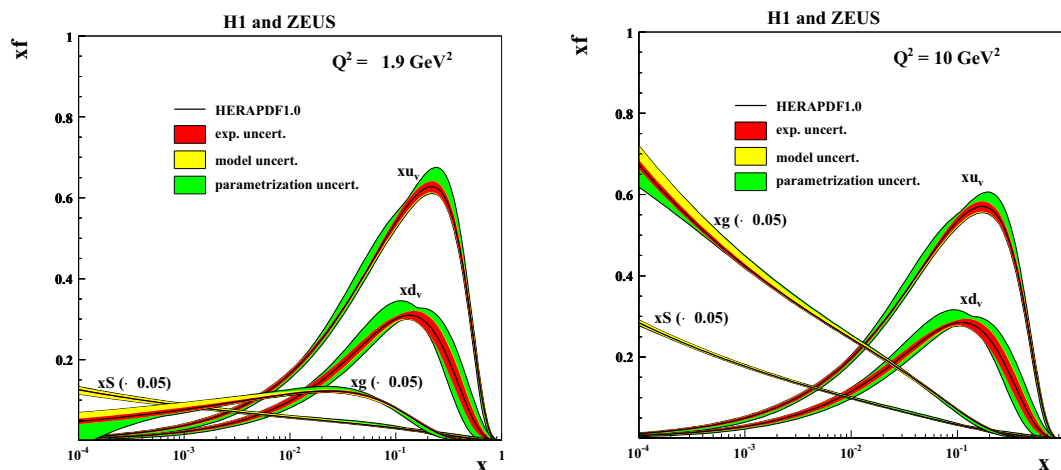 H1 and ZEUS
xf
1
Q² = 1.9 GeV²
0.8
HERAPDF1.0
exp. uncert.
model uncert.
parametrization uncert.
xuᵥ
0.6
0.4
xdᵥ
0.2
xS (· 0.05)
xg (· 0.05)
10⁻⁴
10⁻³
10⁻²
10⁻¹
1
x
H1 and ZEUS
xf
1
Q² = 10 GeV²
0.8
HERAPDF1.0
exp. uncert.
model uncert.
parametrization uncert.
xuᵥ
0.6
xg (· 0.05)
0.4
xdᵥ
xS (· 0.05)
0.2
10⁻⁴
10⁻³
10⁻²
10⁻¹
x